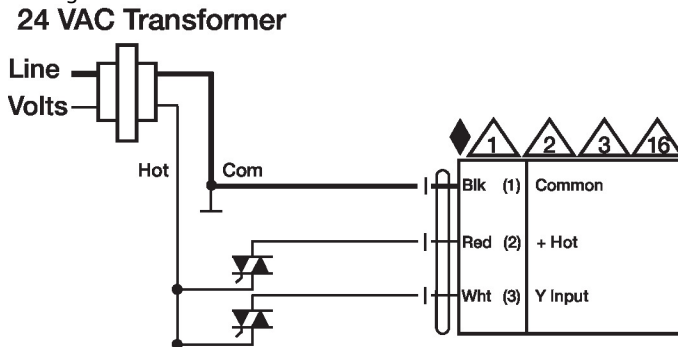 24 VAC Transformer
Line
Volts
Hot
Com
1 2 3 16
Blk (1) Common
Red (2) + Hot
Wht (3) Y Input